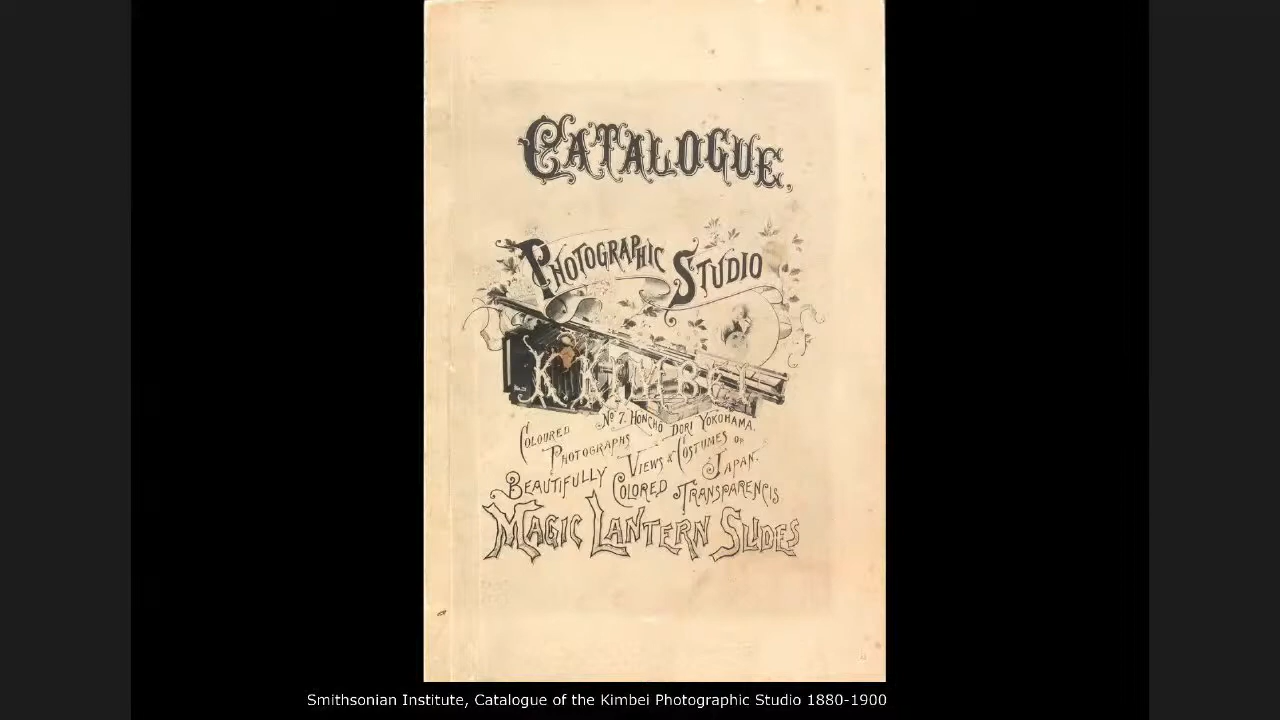 CATALOGUE,
PHOTOGRAPHIC STUDIO
K KIMBEI
No 7. HONCHO DORI YOKOHAMA.
COLOURED PHOTOGRAPHS VIEWS & COSTUMES OF JAPAN.
BEAUTIFULLY COLORED TRANSPARENCIS
MAGIC LANTERN SLIDES
Smithsonian Institute, Catalogue of the Kimbei Photographic Studio 1880-1900